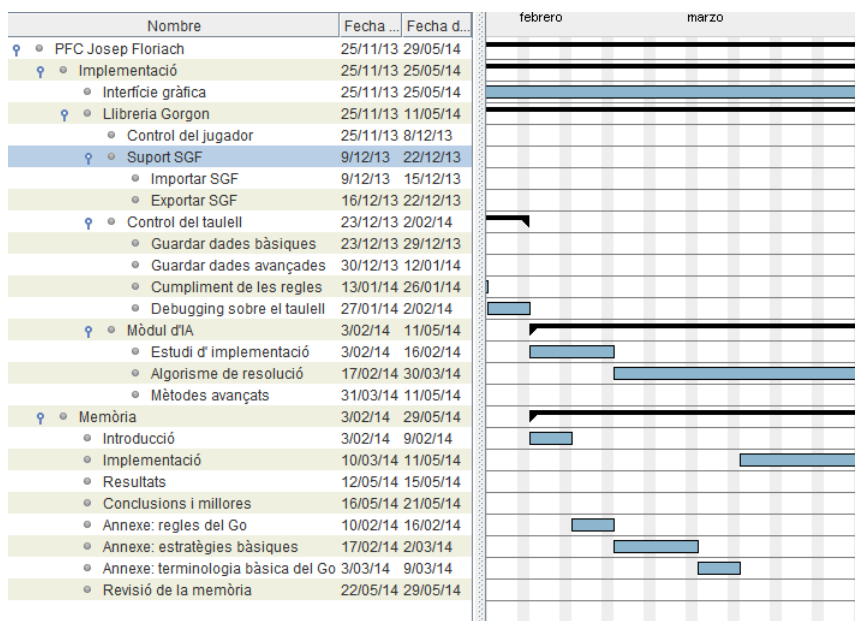 Nombre Fecha ... Fecha d... febrero marzo
PFC Josep Floriach 25/11/13 29/05/14
Implementació 25/11/13 25/05/14
Interfície gràfica 25/11/13 25/05/14
Llibreria Gorgon 25/11/13 11/05/14
Control del jugador 25/11/13 8/12/13
Suport SGF 9/12/13 22/12/13
Importar SGF 9/12/13 15/12/13
Exportar SGF 16/12/13 22/12/13
Control del taulell 23/12/13 2/02/14
Guardar dades bàsiques 23/12/13 29/12/13
Guardar dades avançades 30/12/13 12/01/14
Cumpliment de les regles 13/01/14 26/01/14
Debugging sobre el taulell 27/01/14 2/02/14
Mòdul d'IA 3/02/14 11/05/14
Estudi d' implementació 3/02/14 16/02/14
Algorisme de resolució 17/02/14 30/03/14
Mètodes avançats 31/03/14 11/05/14
Memòria 3/02/14 29/05/14
Introducció 3/02/14 9/02/14
Implementació 10/03/14 11/05/14
Resultats 12/05/14 15/05/14
Conclusions i millores 16/05/14 21/05/14
Annexe: regles del Go 10/02/14 16/02/14
Annexe: estratègies bàsiques 17/02/14 2/03/14
Annexe: terminologia bàsica del Go 3/03/14 9/03/14
Revisió de la memòria 22/05/14 29/05/14